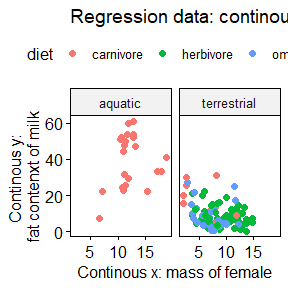 Regression data: continou
diet carnivore herbivore om
aquatic terrestrial
Continous y:
fat contenxt of milk
60
40
20
0
5 10 15 5 10 15
Continous x: mass of female